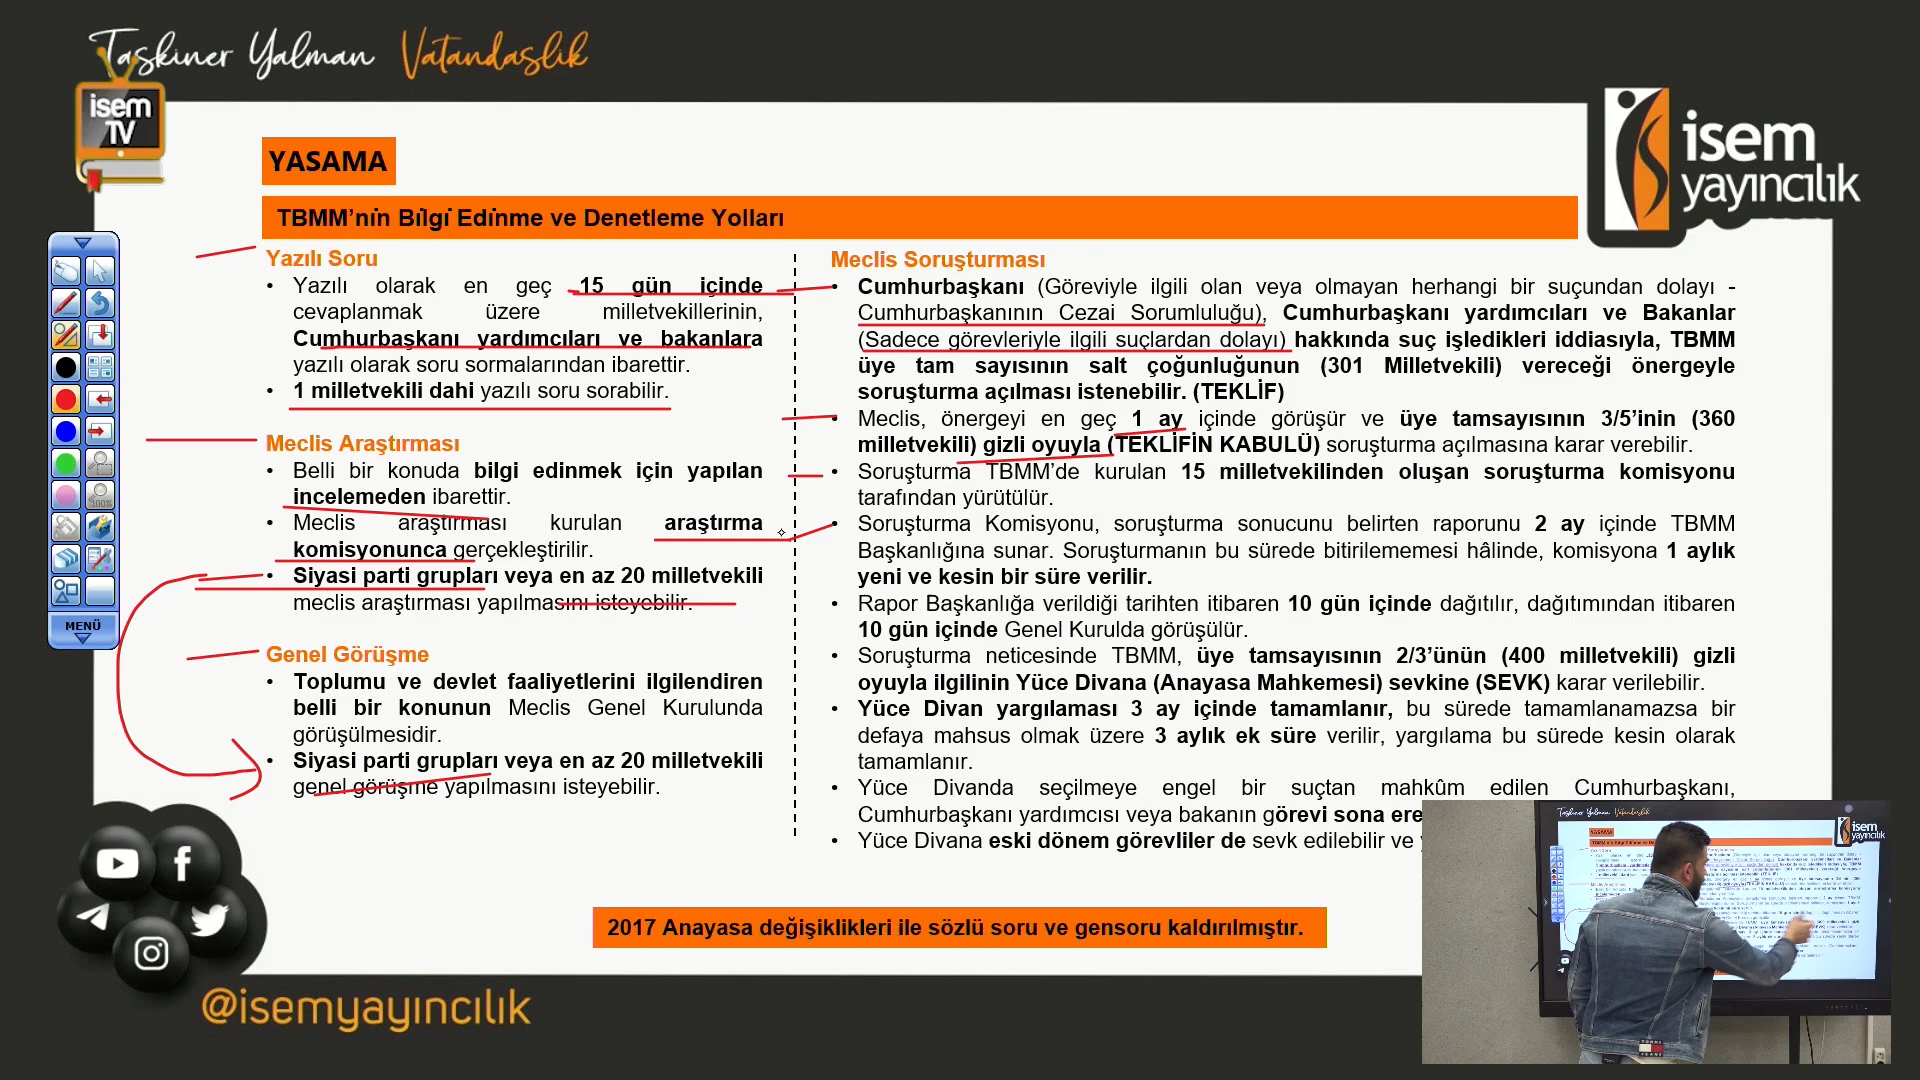 Taşkıner Yalman Vatandaşlık
isem
TV
isem
yayıncılık
YASAMA
TBMM'nin Bilgi Edinme ve Denetleme Yolları
Yazılı Soru
• Yazılı olarak en geç 15 gün içinde
cevaplanmak üzere milletvekillerinin,
Cumhurbaşkanı yardımcıları ve bakanlara
yazılı olarak soru sormalarından ibarettir.
• 1 milletvekili dahi yazılı soru sorabilir.
Meclis Araştırması
• Belli bir konuda bilgi edinmek için yapılan
incelemeden ibarettir.
• Meclis araştırması kurulan araştırma
komisyonunca gerçekleştirilir.
• Siyasi parti grupları veya en az 20 milletvekili
meclis araştırması yapılmasını isteyebilir.
Genel Görüşme
• Toplumu ve devlet faaliyetlerini ilgilendiren
belli bir konunun Meclis Genel Kurulunda
görüşülmesidir.
• Siyasi parti grupları veya en az 20 milletvekili
genel görüşme yapılmasını isteyebilir.
Meclis Soruşturması
• Cumhurbaşkanı (Göreviyle ilgili olan veya olmayan herhangi bir suçundan dolayı -
Cumhurbaşkanının Cezai Sorumluluğu), Cumhurbaşkanı yardımcıları ve Bakanlar
(Sadece görevleriyle ilgili suçlardan dolayı) hakkında suç işledikleri iddiasıyla, TBMM
üye tam sayısının salt çoğunluğunun (301 Milletvekili) vereceği önergeyle
soruşturma açılması istenebilir. (TEKLİF)
• Meclis, önergeyi en geç 1 ay içinde görüşür ve üye tamsayısının 3/5'inin (360
milletvekili) gizli oyuyla (TEKLİFİN KABULÜ) soruşturma açılmasına karar verebilir.
• Soruşturma TBMM'de kurulan 15 milletvekilinden oluşan soruşturma komisyonu
tarafından yürütülür.
• Soruşturma Komisyonu, soruşturma sonucunu belirten raporunu 2 ay içinde TBMM
Başkanlığına sunar. Soruşturmanın bu sürede bitirilememesi hâlinde, komisyona 1 aylık
yeni ve kesin bir süre verilir.
• Rapor Başkanlığa verildiği tarihten itibaren 10 gün içinde dağıtılır, dağıtımından itibaren
10 gün içinde Genel Kurulda görüşülür.
• Soruşturma neticesinde TBMM, üye tamsayısının 2/3'ünün (400 milletvekili) gizli
oyuyla ilgilinin Yüce Divana (Anayasa Mahkemesi) sevkine (SEVK) karar verilebilir.
• Yüce Divan yargılaması 3 ay içinde tamamlanır, bu sürede tamamlanamazsa bir
defaya mahsus olmak üzere 3 aylık ek süre verilir, yargılama bu sürede kesin olarak
tamamlanır.
• Yüce Divanda seçilmeye engel bir suçtan mahkûm edilen Cumhurbaşkanı,
Cumhurbaşkanı yardımcısı veya bakanın görevi sona ere
• Yüce Divana eski dönem görevliler de sevk edilebilir ve
2017 Anayasa değişiklikleri ile sözlü soru ve gensoru kaldırılmıştır.
MENÜ
100%
@isemyayıncılık